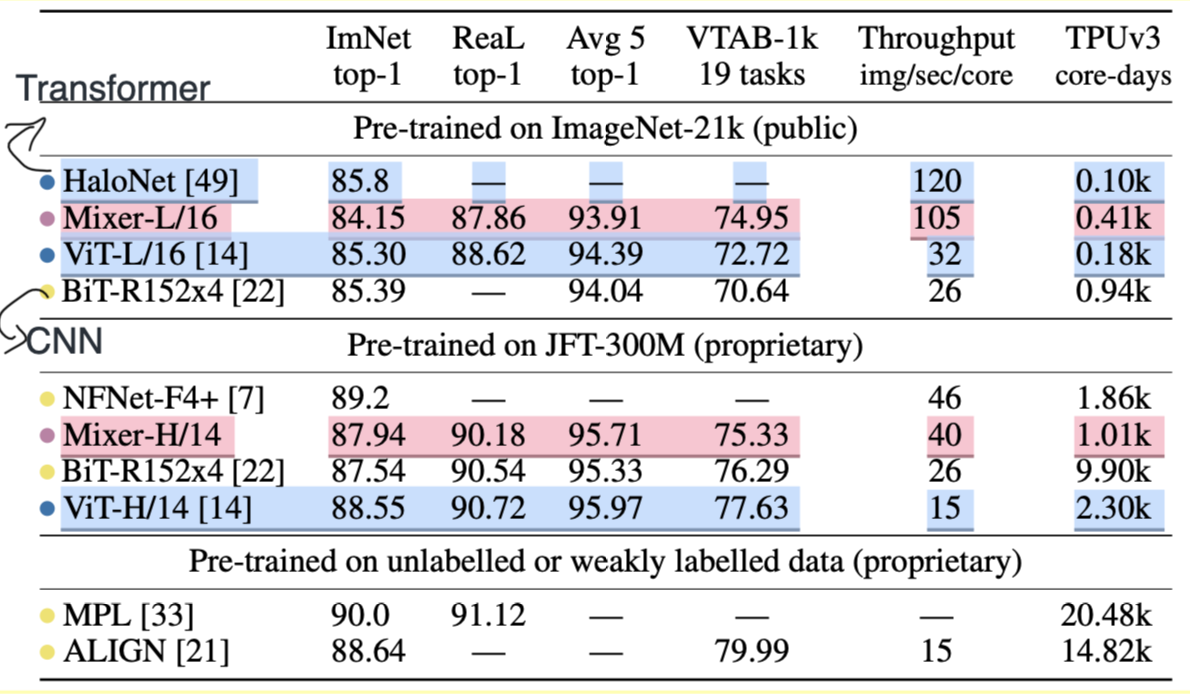 ImNet ReaL Avg 5 VTAB-1k Throughput TPUv3
top-1 top-1 top-1 19 tasks img/sec/core core-days
Transformer
Pre-trained on ImageNet-21k (public)
HaloNet [49] 85.8 — — — 120 0.10k
Mixer-L/16 84.15 87.86 93.91 74.95 105 0.41k
ViT-L/16 [14] 85.30 88.62 94.39 72.72 32 0.18k
BiT-R152x4 [22] 85.39 — 94.04 70.64 26 0.94k
CNN
Pre-trained on JFT-300M (proprietary)
NFNet-F4+ [7] 89.2 — — — 46 1.86k
Mixer-H/14 87.94 90.18 95.71 75.33 40 1.01k
BiT-R152x4 [22] 87.54 90.54 95.33 76.29 26 9.90k
ViT-H/14 [14] 88.55 90.72 95.97 77.63 15 2.30k
Pre-trained on unlabelled or weakly labelled data (proprietary)
MPL [33] 90.0 91.12 — — — 20.48k
ALIGN [21] 88.64 — — 79.99 15 14.82k